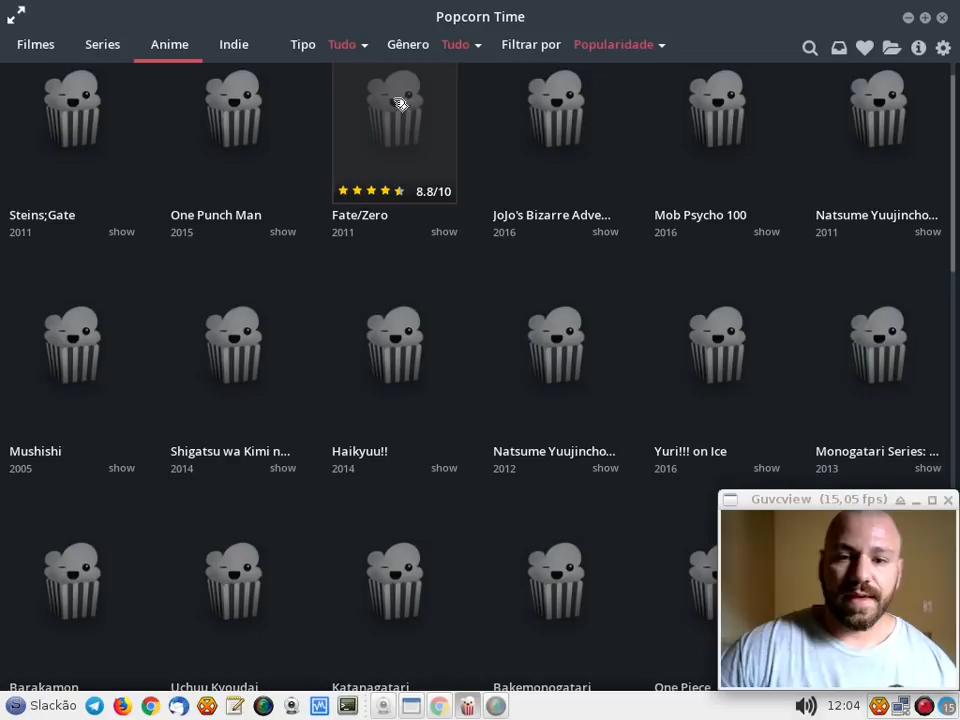 Popcorn Time
Filmes Series Anime Indie Tipo Tudo Gênero Tudo Filtrar por Popularidade
8.8/10
Steins;Gate One Punch Man Fate/Zero JoJo's Bizarre Adve... Mob Psycho 100 Natsume Yuujincho...
2011 show 2015 show 2011 show 2016 show 2016 show 2011 show
Mushishi Shigatsu wa Kimi n... Haikyuu!! Natsume Yuujincho... Yuri!!! on Ice Monogatari Series: ...
2005 show 2014 show 2014 show 2012 show 2016 show 2013 show
Guvcview (15,05 fps)
Barakamon Uchuu Kyoudai Katanagatari Bakemonogatari One Piece
Slackão 12:04 15